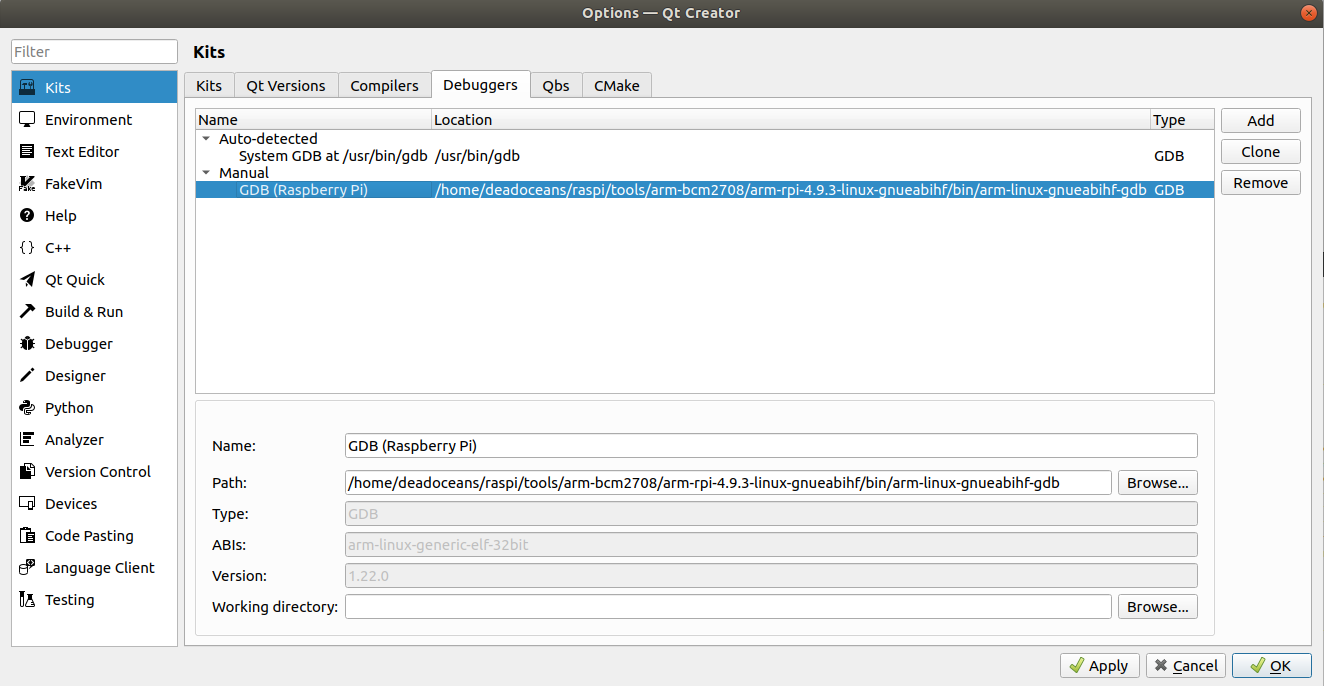 Options — Qt Creator
Filter
Kits
Environment
Text Editor
FakeVim
Help
C++
Qt Quick
Build & Run
Debugger
Designer
Python
Analyzer
Version Control
Devices
Code Pasting
Language Client
Testing
Kits
Kits Qt Versions Compilers Debuggers Qbs CMake
Name Location Type
Auto-detected
System GDB at /usr/bin/gdb /usr/bin/gdb GDB
Manual
GDB (Raspberry Pi) /home/deadoceans/raspi/tools/arm-bcm2708/arm-rpi-4.9.3-linux-gnueabihf/bin/arm-linux-gnueabihf-gdb GDB
Add
Clone
Remove
Name: GDB (Raspberry Pi)
Path: /home/deadoceans/raspi/tools/arm-bcm2708/arm-rpi-4.9.3-linux-gnueabihf/bin/arm-linux-gnueabihf-gdb Browse...
Type: GDB
ABIs: arm-linux-generic-elf-32bit
Version: 1.22.0
Working directory: Browse...
Apply Cancel OK